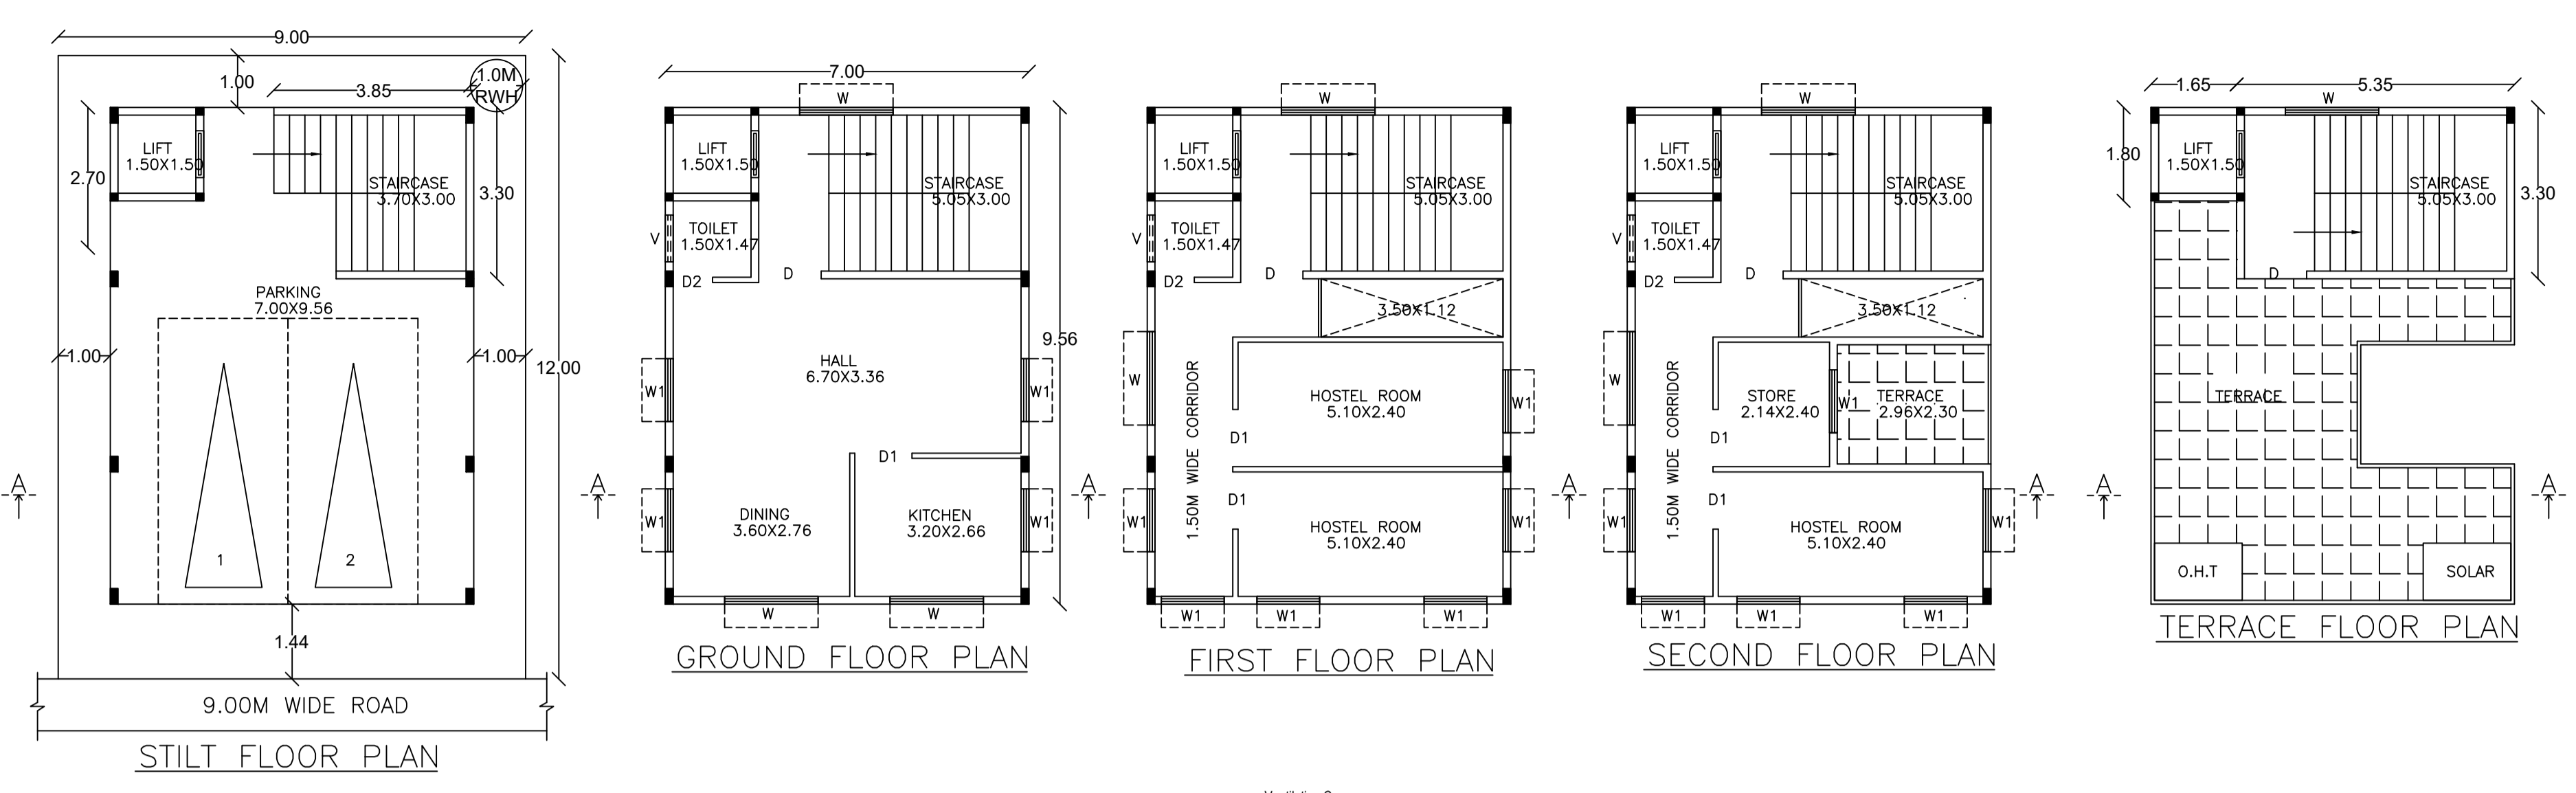 9.00
1.00
1.0M
RWH
3.85
LIFT
1.50X1.50
2.70
STAIRCASE
3.70X3.00
3.30
PARKING
7.00X9.56
1.00
1.00
12.00
A
A
1
2
1.44
9.00M WIDE ROAD
STILT FLOOR PLAN
7.00
W
LIFT
1.50X1.50
STAIRCASE
5.05X3.00
V
TOILET
1.50X1.47
D2
D
9.56
HALL
6.70X3.36
W1
W1
D1
DINING
3.60X2.76
KITCHEN
3.20X2.66
W1
W1
A
W
W
GROUND FLOOR PLAN
W
LIFT
1.50X1.50
STAIRCASE
5.05X3.00
V
TOILET
1.50X1.47
D2
D
3.50X1.12
W
1.50M WIDE CORRIDOR
HOSTEL ROOM
5.10X2.40
W1
D1
D1
HOSTEL ROOM
5.10X2.40
W1
W1
A
W1
W1
W1
FIRST FLOOR PLAN
W
LIFT
1.50X1.50
STAIRCASE
5.05X3.00
V
TOILET
1.50X1.47
D2
D
3.50X1.12
W
1.50M WIDE CORRIDOR
STORE
2.14X2.40
W1
TERRACE
2.96X2.30
D1
D1
HOSTEL ROOM
5.10X2.40
W1
W1
A
W1
W1
W1
SECOND FLOOR PLAN
1.65
5.35
W
LIFT
1.50X1.50
1.80
STAIRCASE
5.05X3.00
3.30
D
TERRACE
A
A
O.H.T
SOLAR
TERRACE FLOOR PLAN